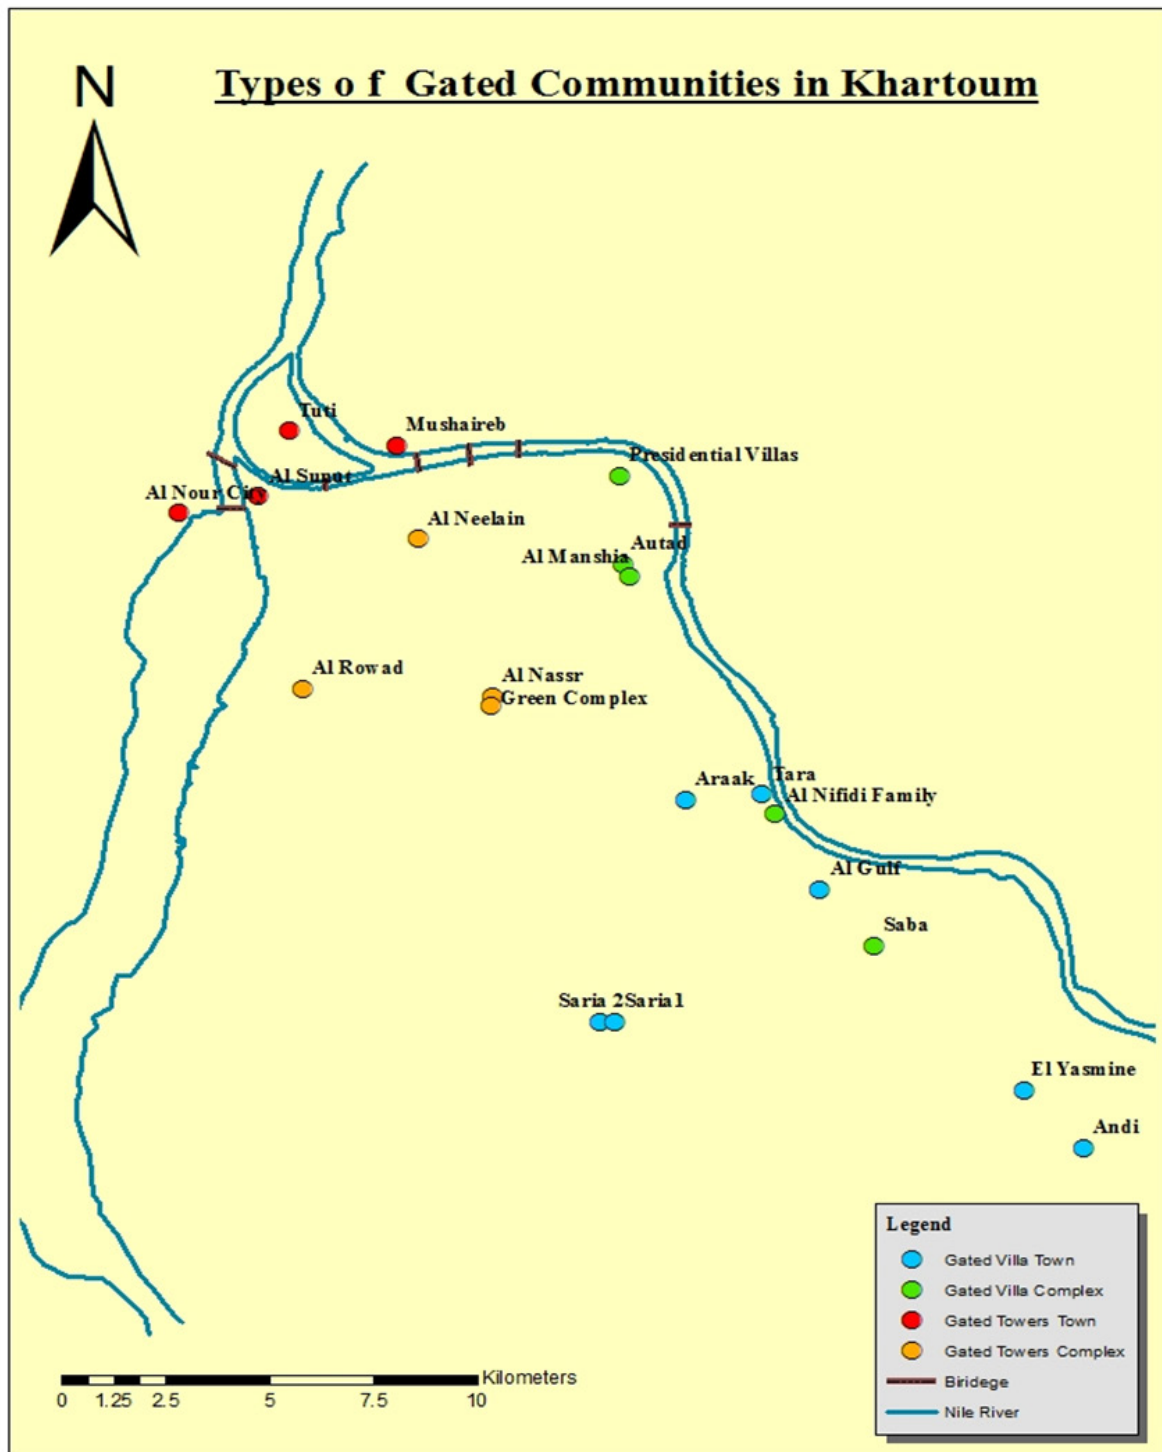 N
Types o f Gated Communities in Khartoum
Tuti
Mushaireb
Presidential Villas
Al Sunut
Al Nour City
Al Neelain
Autad
Al Manshia
Al Rowad
Al Nassr
Green Complex
Araak
Tara
Al Nifidi Family
Al Gulf
Saba
Saria 2
Saria1
El Yasmine
Andi
Legend
Gated Villa Town
Gated Villa Complex
Gated Towers Town
Gated Towers Complex
Biridege
Nile River
Kilometers
0 1.25 2.5 5 7.5 10